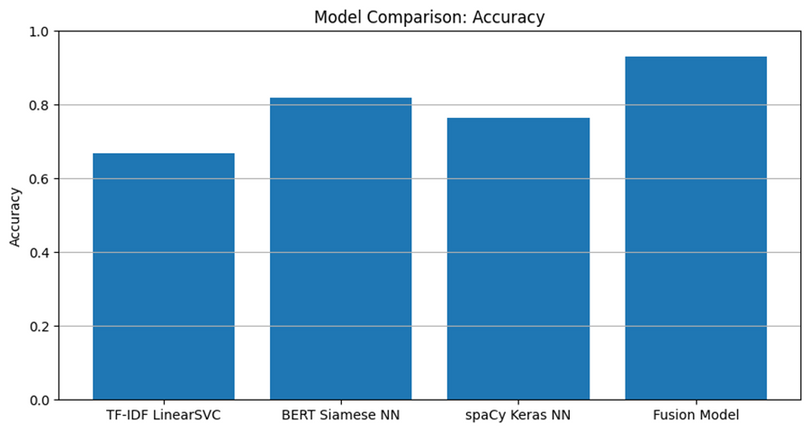 Model Comparison: Accuracy
1.0
0.8
0.6
0.4
0.2
0.0
Accuracy
TF-IDF LinearSVC
BERT Siamese NN
spaCy Keras NN
Fusion Model